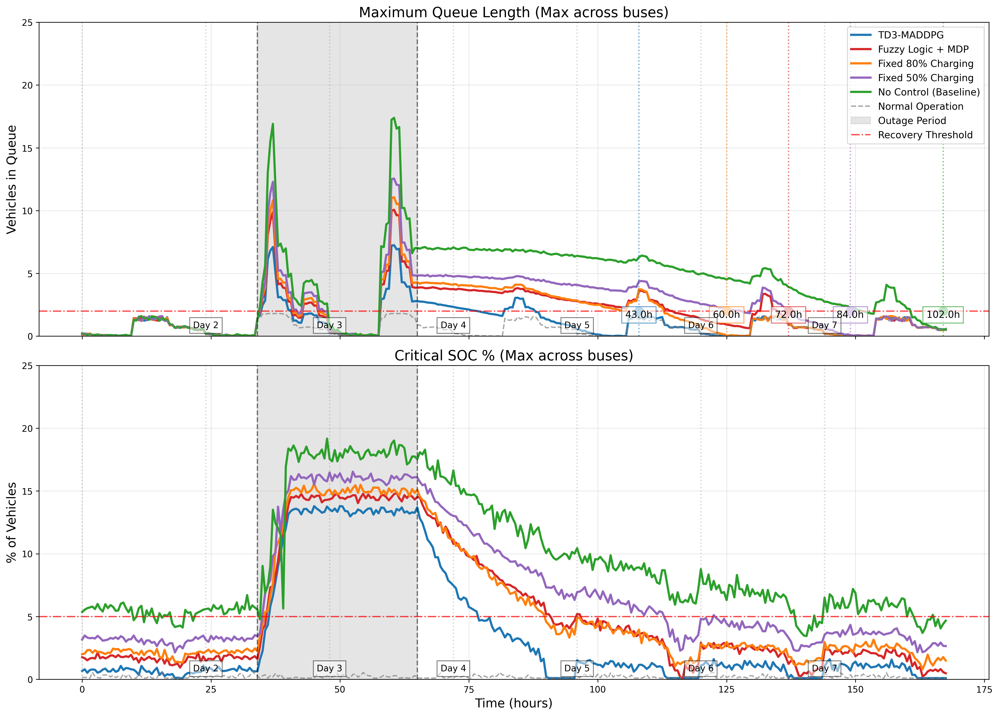 Maximum Queue Length (Max across buses)
Vehicles in Queue
25
20
15
10
5
0
TD3-MADDPG
Fuzzy Logic + MDP
Fixed 80% Charging
Fixed 50% Charging
No Control (Baseline)
Normal Operation
Outage Period
Recovery Threshold
43.0h
60.0h
72.0h
84.0h
102.0h
Day 2
Day 3
Day 4
Day 5
Day 6
Day 7
Critical SOC % (Max across buses)
% of Vehicles
25
20
15
10
5
0
Day 2
Day 3
Day 4
Day 5
Day 6
Day 7
0
25
50
75
100
125
150
175
Time (hours)